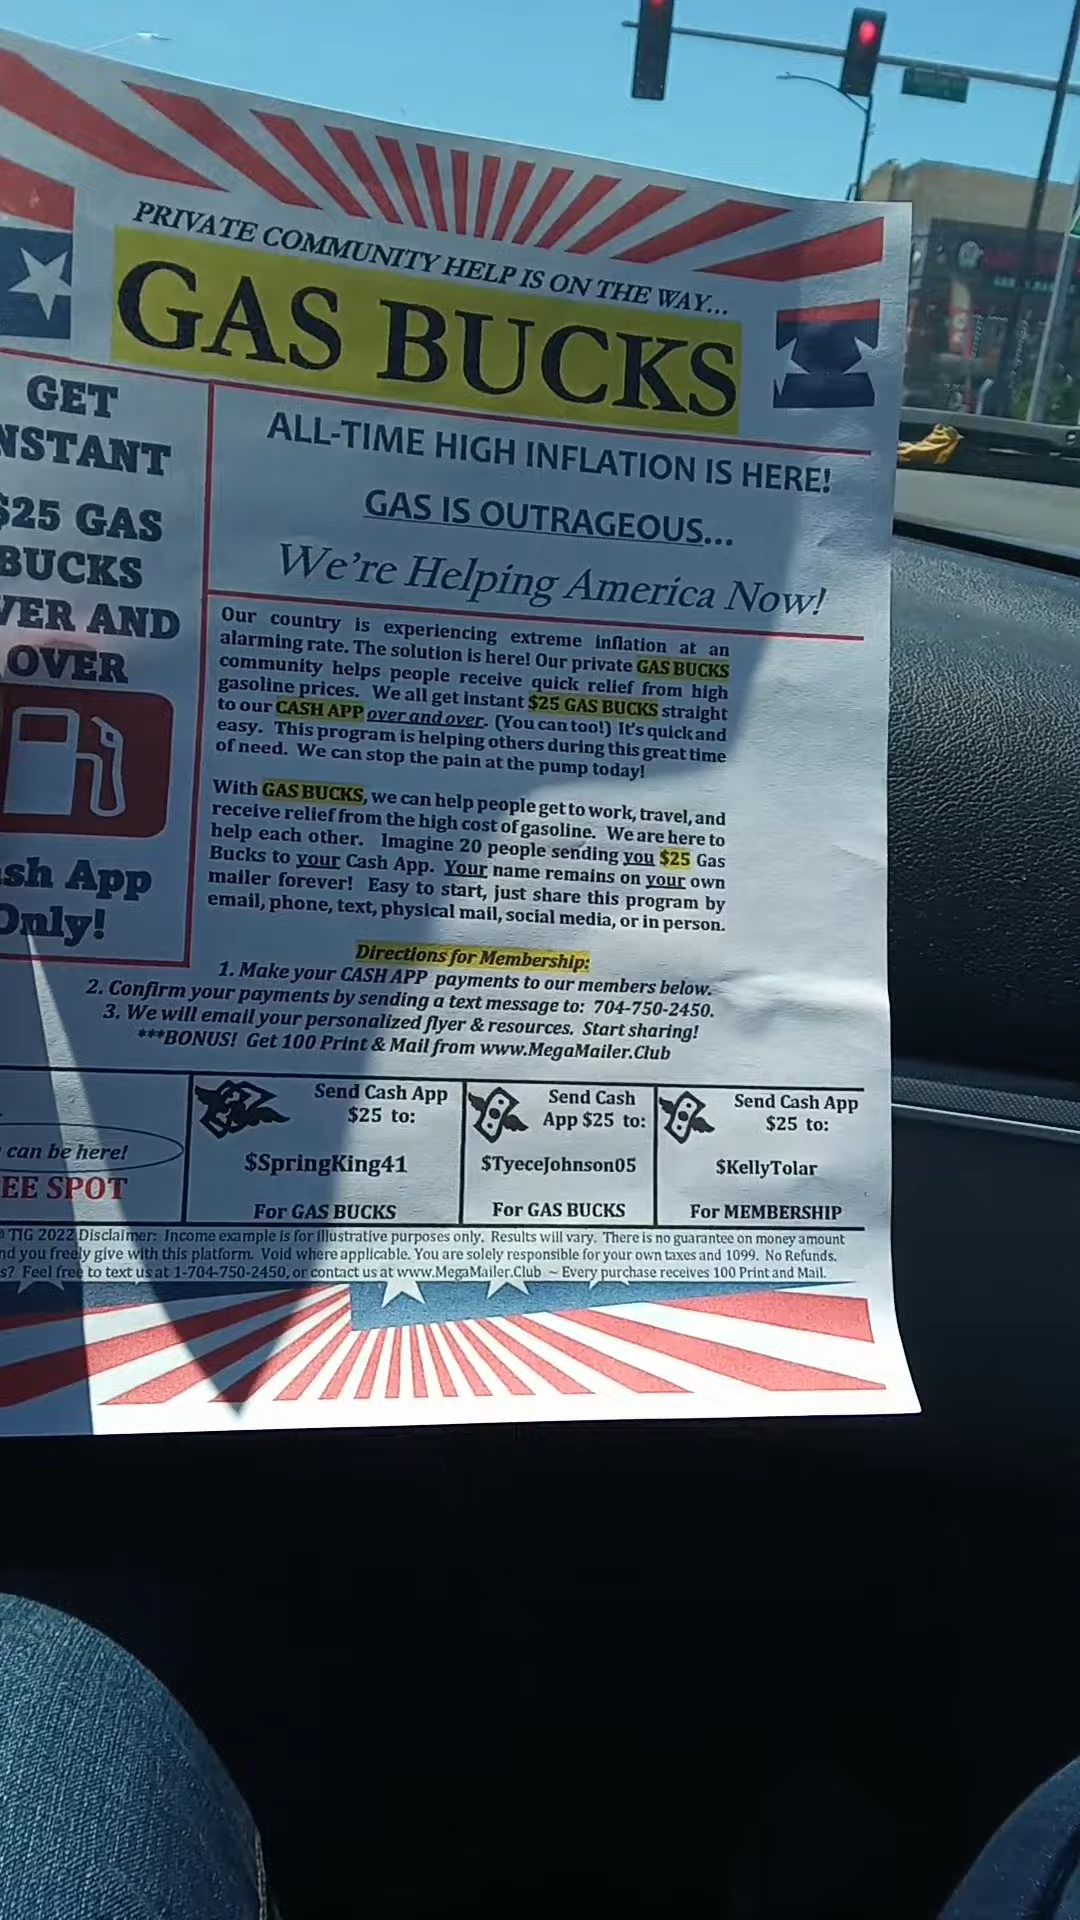 PRIVATE COMMUNITY HELP IS ON THE WAY...
GAS BUCKS
GET
NSTANT
$25 GAS
BUCKS
VER AND
OVER
sh App
Only!
ALL-TIME HIGH INFLATION IS HERE!
GAS IS OUTRAGEOUS...
We're Helping America Now!
Our country is experiencing extreme inflation at an
alarming rate. The solution is here! Our private GAS BUCKS
community helps people receive quick relief from high
gasoline prices. We all get instant $25 GAS BUCKS straight
to our CASH APP over and over. (You can too!) It's quick and
easy. This program is helping others during this great time
of need. We can stop the pain at the pump today!
With GAS BUCKS, we can help people get to work, travel, and
receive relief from the high cost of gasoline. We are here to
help each other. Imagine 20 people sending you $25 Gas
Bucks to your Cash App. Your name remains on your own
mailer forever! Easy to start, just share this program by
email, phone, text, physical mail, social media, or in person.
Directions for Membership:
1. Make your CASH APP payments to our members below.
2. Confirm your payments by sending a text message to: 704-750-2450.
3. We will email your personalized flyer & resources. Start sharing!
***BONUS! Get 100 Print & Mail from www.MegaMailer.Club
can be here!
EE SPOT
Send Cash App
$25 to:
$SpringKing41
For GAS BUCKS
Send Cash
App $25 to:
$TyeceJohnson05
For GAS BUCKS
Send Cash App
$25 to:
$KellyTolar
For MEMBERSHIP
TIG 2022 Disclaimer: Income example is for illustrative purposes only. Results will vary. There is no guarantee on money amount
nd you freely give with this platform. Void where applicable. You are solely responsible for your own taxes and 1099. No Refunds.
s? Feel free to text us at 1-704-750-2450, or contact us at www.MegaMailer.Club ~ Every purchase receives 100 Print and Mail.